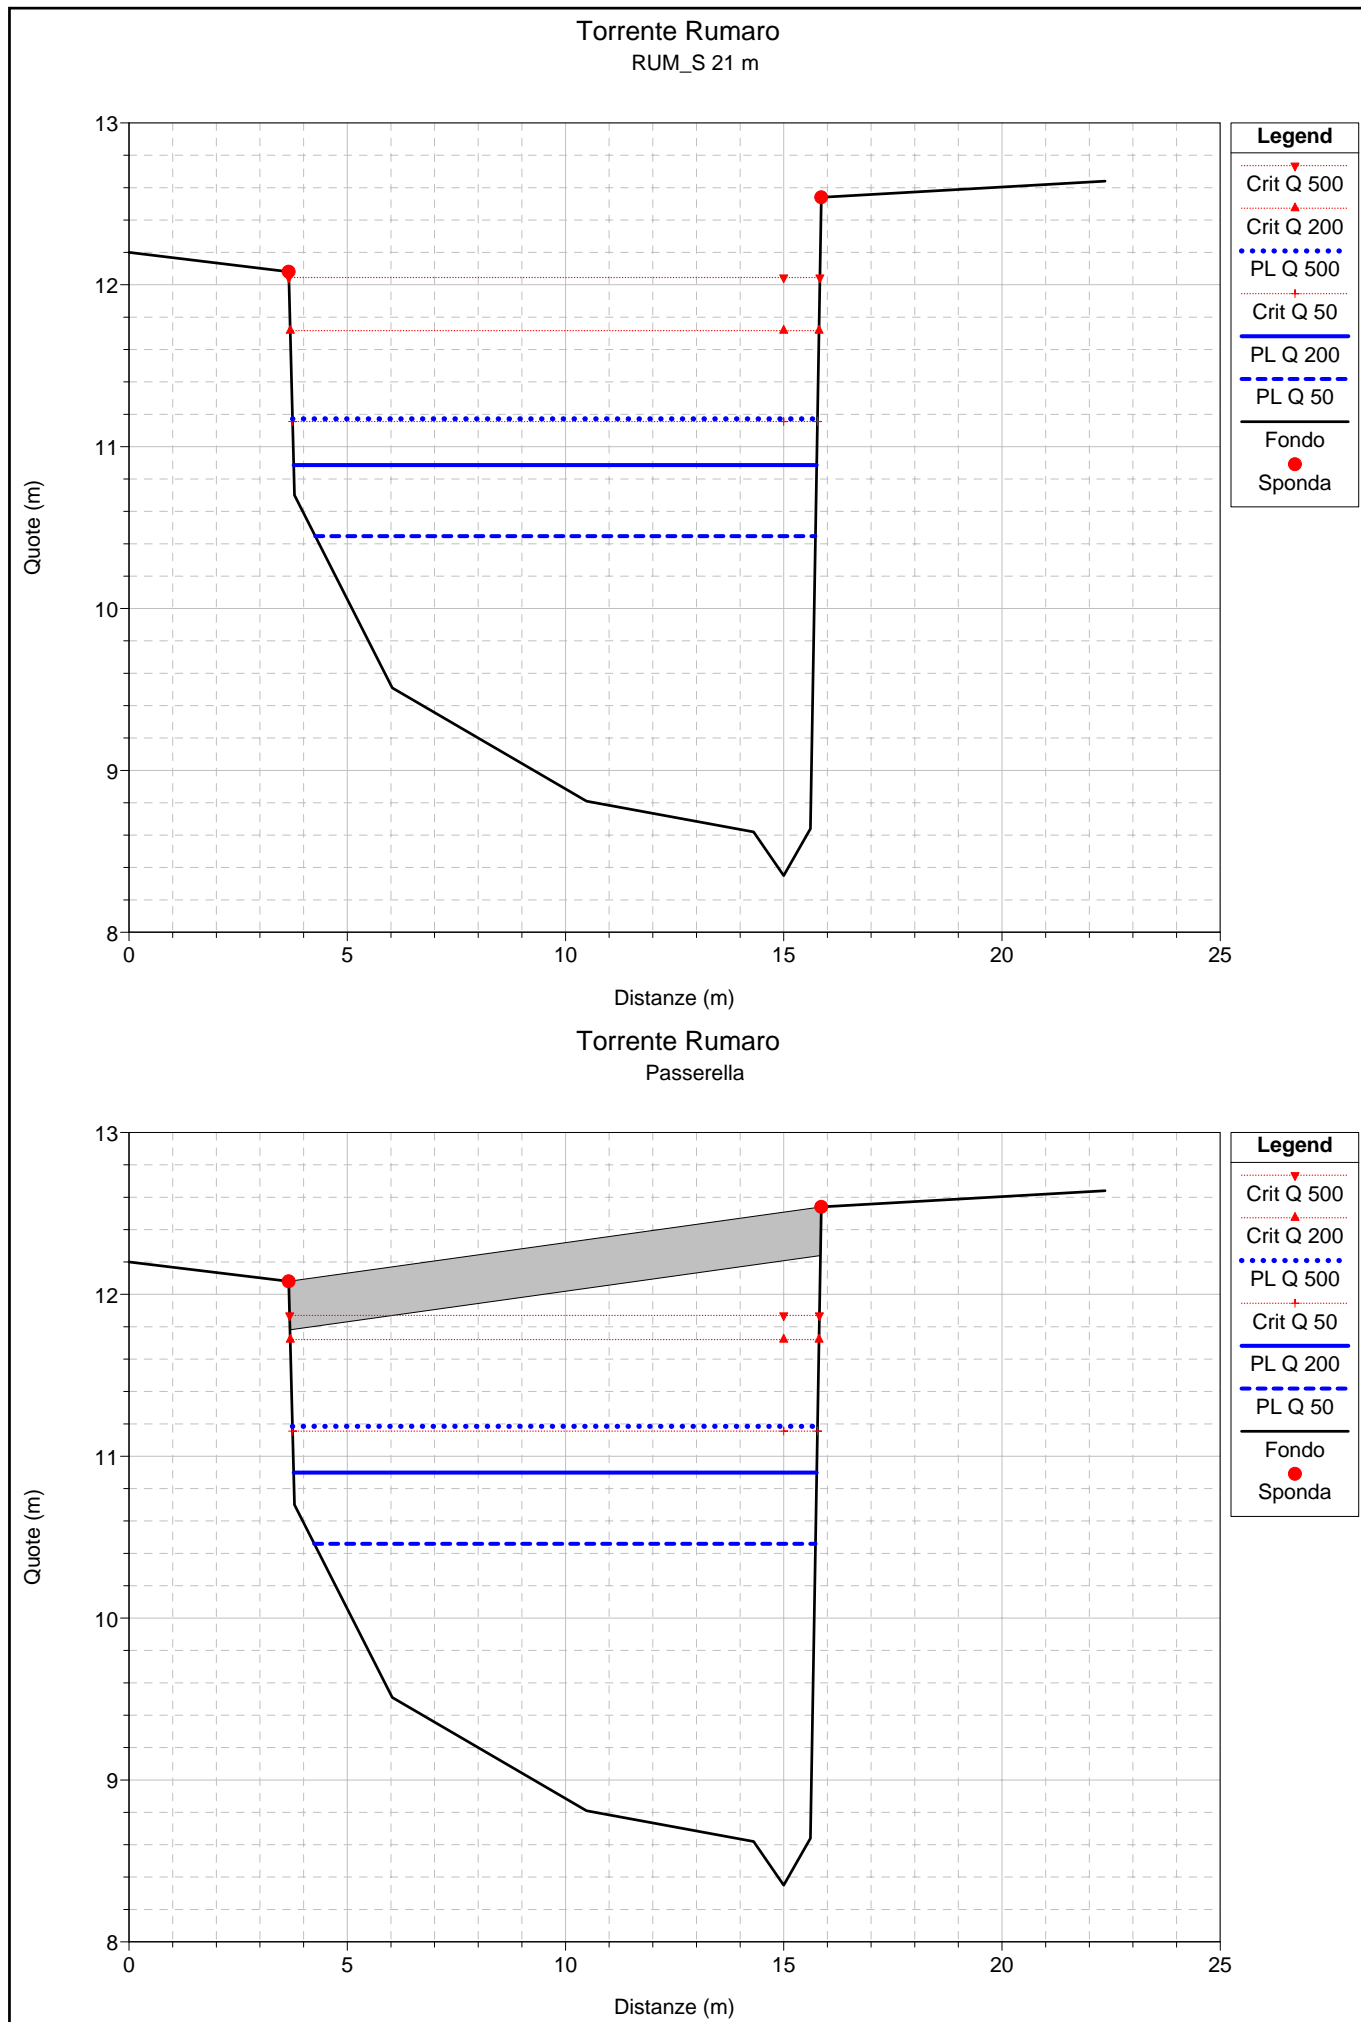 Torrente Rumaro
RUM_S 21 m
13
12
11
10
9
8
0 5 10 15 20 25
Quote (m)
Distanze (m)
Legend
Crit Q 500
Crit Q 200
PL Q 500
Crit Q 50
PL Q 200
PL Q 50
Fondo
Sponda
Torrente Rumaro
Passerella
13
12
11
10
9
8
0 5 10 15 20 25
Quote (m)
Distanze (m)
Legend
Crit Q 500
Crit Q 200
PL Q 500
Crit Q 50
PL Q 200
PL Q 50
Fondo
Sponda